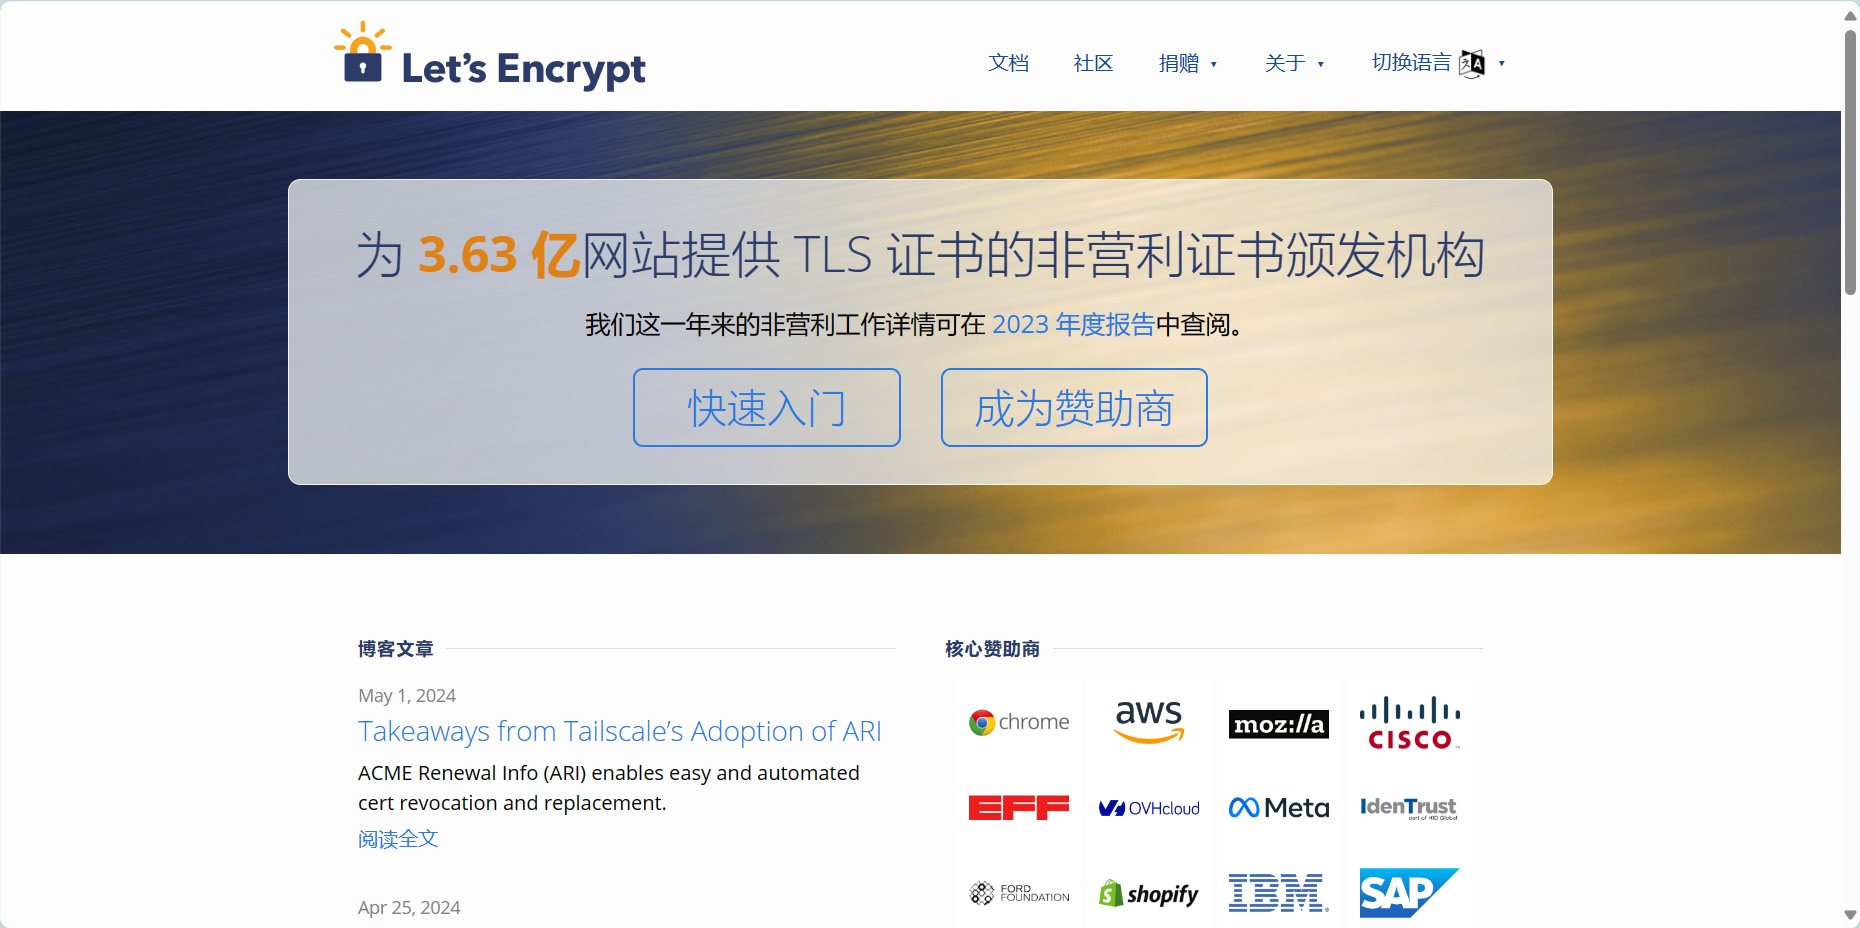 Let's Encrypt
文档 社区 捐赠 ▼ 关于 ▼ 切换语言 文A ▼
为 3.63 亿网站提供 TLS 证书的非营利证书颁发机构
我们这一年来的非营利工作详情可在 2023 年度报告中查阅。
快速入门 成为赞助商
博客文章
May 1, 2024
Takeaways from Tailscale’s Adoption of ARI
ACME Renewal Info (ARI) enables easy and automated
cert revocation and replacement.
阅读全文
Apr 25, 2024
核心赞助商
chrome aws moz://a CISCO™
EFF OVHcloud Meta IdenTrust
part of HID Global
FORD FOUNDATION shopify IBM® SAP